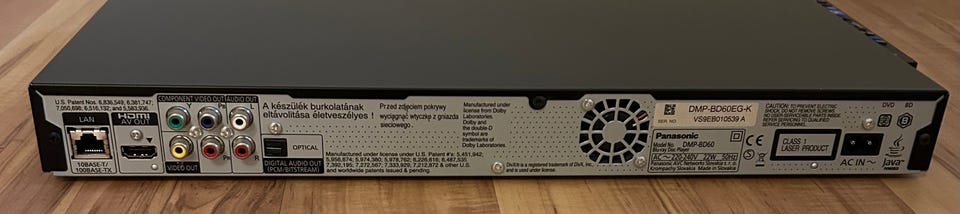 U.S. Patent Nos. 6,836,549; 6,381,747;
7,050,698; 6,516,132; and 5,583,936.
LAN
10BASE-T/
100BASE-TX
HDMI
AV OUT
COMPONENT VIDEO OUT
AUDIO OUT
Y
L
R
VIDEO OUT
A készülék burkolatának
eltávolítása életveszélyes !
Przed zdjęciem pokrywy
wyciągnąć wtyczkę z gniazda
sieciowego .
OPTICAL
DIGITAL AUDIO OUT
(PCM/BITSTREAM)
Manufactured under
license from Dolby
Laboratories.
Dolby and
the double-D
symbol are
trademarks of
Dolby Laboratories.
Manufactured under license under U.S. Patent #'s: 5,451,942;
5,956,674; 5,974,380; 5,978,762; 6,226,616; 6,487,535;
7,392,195; 7,272,567; 7,333,929; 7,212,872 & other U.S.
and worldwide patents issued & pending.
and is used under license.
DMP-BD60EG-K
SER. NO.
VS9EB010539 A
Panasonic
Model No. DMP-BD60
Blu-ray Disc Player
AC～ 220-240V 22W 50Hz
Panasonic AVC Networks Slovakia s. r. o.
Krompachy Slovakia Made in Slovakia
CE
CAUTION: TO PREVENT ELECTRIC
SHOCK, DO NOT REMOVE SCREWS.
NO USER-SERVICEABLE PARTS INSIDE.
REFER SERVICING TO QUALIFIED
SERVICE PERSONNEL.
DVD
BD
CLASS 1
LASER PRODUCT
AC IN～
Java
POWERED